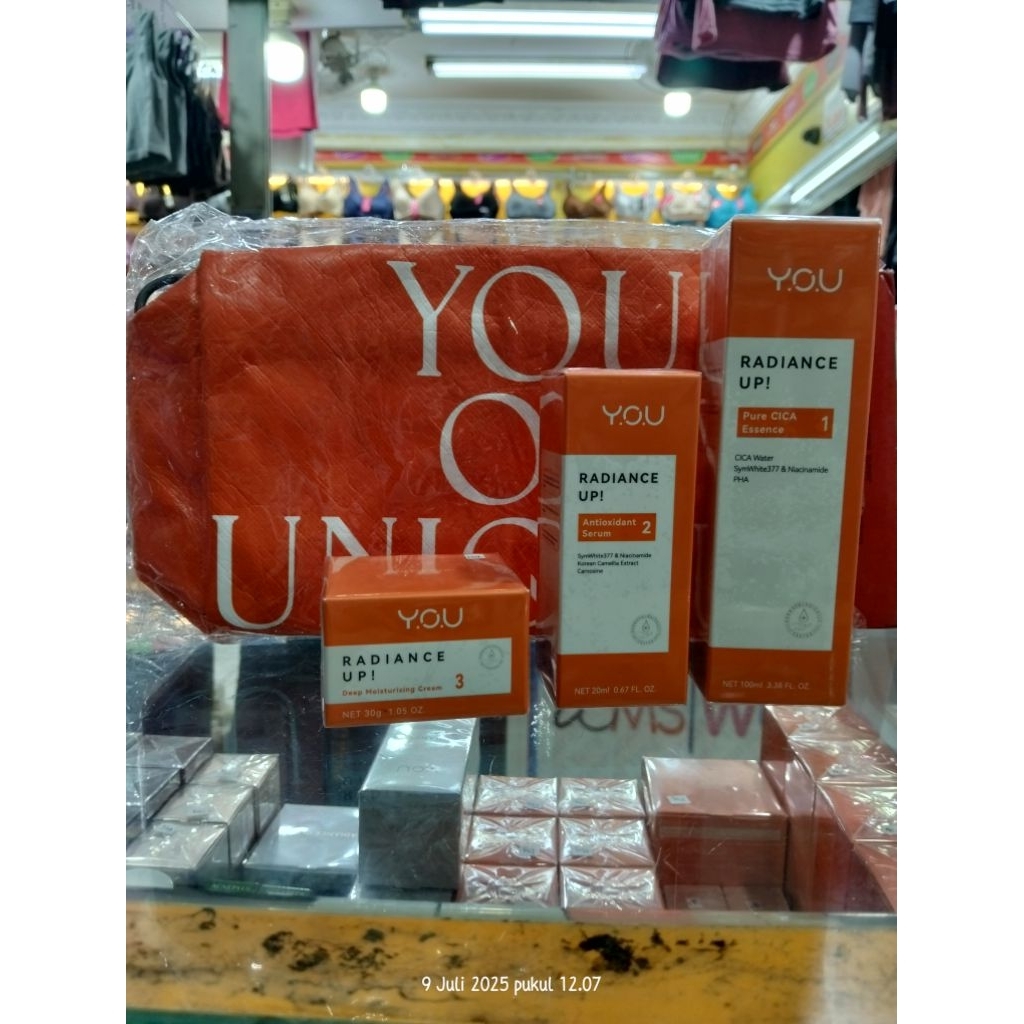 YOU
UNIQ
Y.O.U
RADIANCE
UP!
Pure CICA
Essence
1
CICA Water
SymWhite377 & Niacinamide
PHA
NET 100ml 3.38 FL. OZ.
Y.O.U
RADIANCE
UP!
Antioxidant
Serum
2
SymWhite377 & Niacinamide
Korean Camellia Extract
Carnosine
NET 20ml 0.67 FL. OZ.
Y.O.U
RADIANCE
UP!
Deep Moisturizing Cream
3
NET 30g 1.05 OZ
9 Juli 2025 pukul 12.07